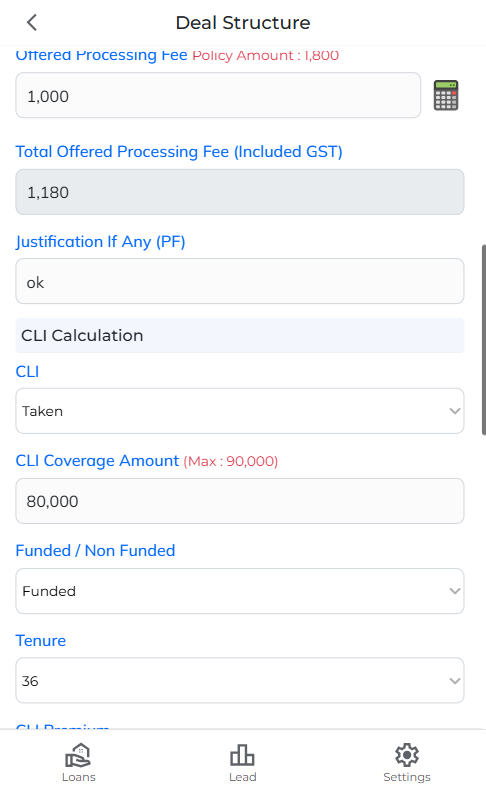 Deal Structure
Offered Processing Fee Policy Amount : 1,800
1,000
Total Offered Processing Fee (Included GST)
1,180
Justification If Any (PF)
ok
CLI Calculation
CLI
Taken
CLI Coverage Amount (Max : 90,000)
80,000
Funded / Non Funded
Funded
Tenure
36
CLI Premium
Loans
Lead
Settings